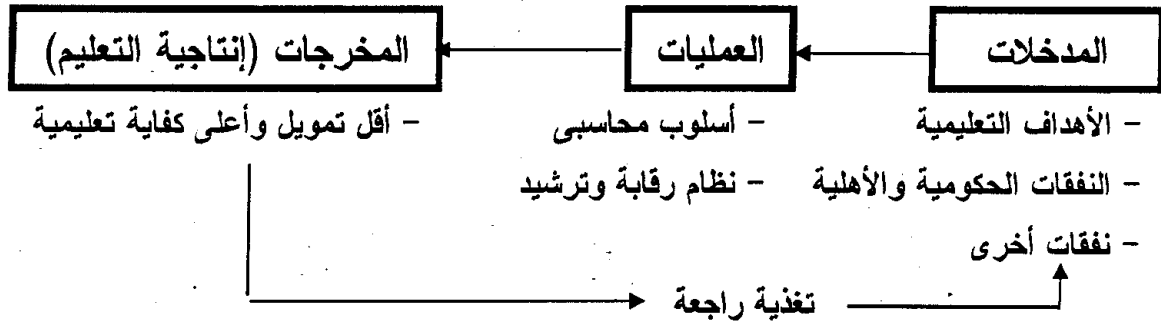 المدخلات
العمليات
المخرجات (إنتاجية التعليم)
- الأهداف التعليمية
- النفقات الحكومية والأهلية
- نفقات أخرى
- أسلوب محاسبى
- نظام رقابة وترشيد
- أقل تمويل وأعلى كفاية تعليمية
تغذية راجعة